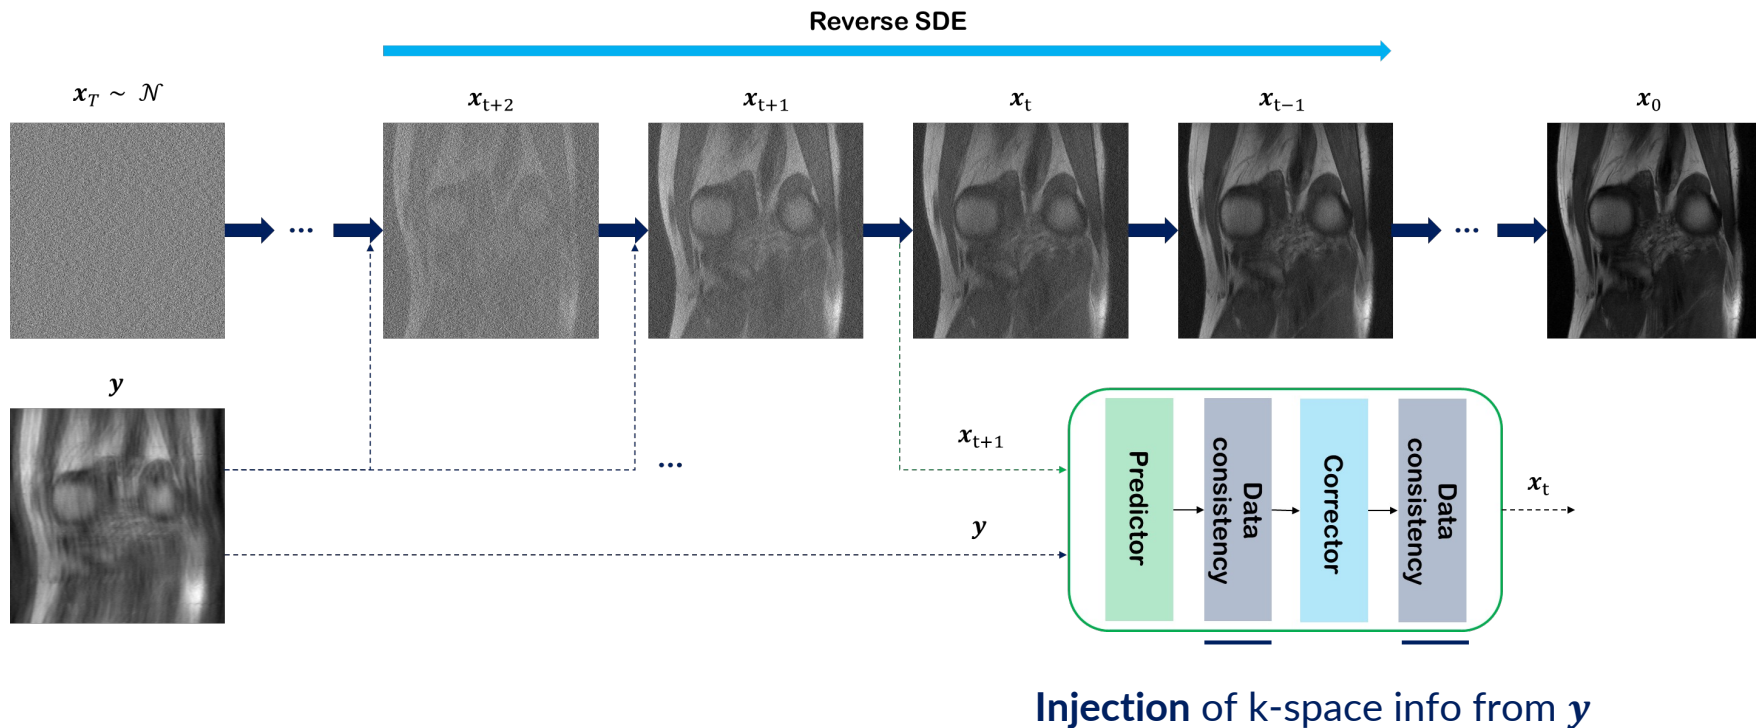 Reverse SDE
x_T ~ 𝒩
x_{t+2}
x_{t+1}
x_t
x_{t−1}
x_0
...
...
y
...
x_{t+1}
y
Predictor
Data consistency
Corrector
Data consistency
x_t
Injection of k-space info from y